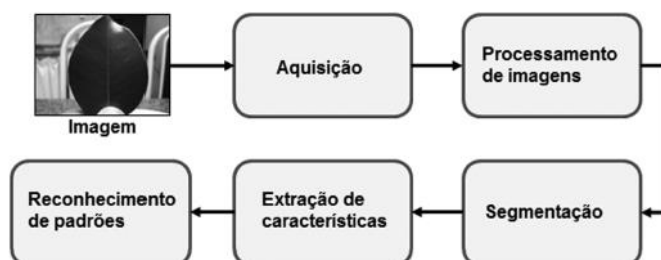 Imagem
Aquisição
Processamento
de imagens
Segmentação
Extração de
características
Reconhecimento
de padrões